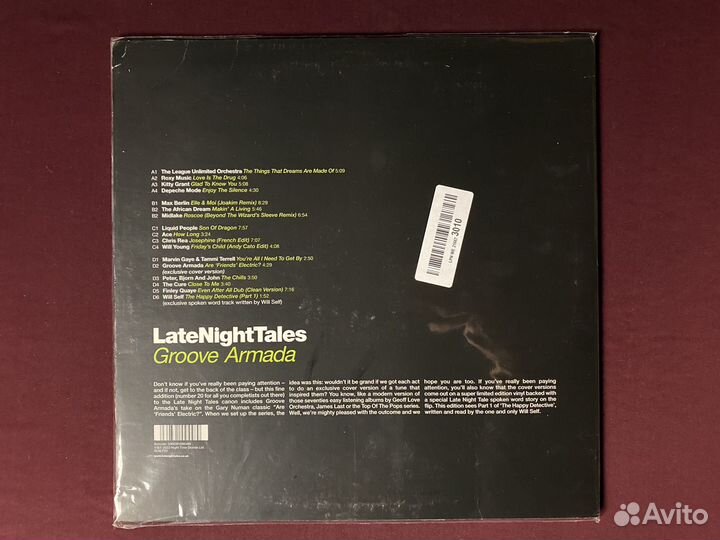 A1 The League Unlimited Orchestra The Things That Dreams Are Made Of 5:09
A2 Roxy Music Love Is The Drug 4:06
A3 Kitty Grant Glad To Know You 5:08
A4 Depeche Mode Enjoy The Silence 4:30
B1 Max Berlin Elle & Moi (Joakim Remix) 8:29
B2 The African Dream Makin' A Living 5:46
B2 Midlake Roscoe (Beyond The Wizard's Sleeve Remix) 6:54
C1 Liquid People Son Of Dragon 7:57
C2 Ace How Long 3:24
C3 Chris Rea Josephine (French Edit) 7:07
C4 Will Young Friday's Child (Andy Cato Edit) 4:08
D1 Marvin Gaye & Tammi Terrell You're All I Need To Get By 2:50
D2 Groove Armada Are 'Friends' Electric? 4:29
(exclusive cover version)
D3 Peter, Bjorn And John The Chills 3:50
D4 The Cure Close To Me 3:40
D5 Finley Quaye Even After All Dub (Clean Version) 4:31
D6 Will Self The Happy Detective (Part 1) 1:52
(exclusive spoken word track written by Will Self)
3010
LateNightTales
Groove Armada
Don't know if you've really been paying attention –
and if not, get to the back of the class – but this fine
addition (number 20 for all you completists out there)
to the Late Night Tales canon includes Groove
Armada's take on the Gary Numan classic "Are
"Friends' Electric?". When we set up the series, the
idea was this: wouldn't it be grand if we got each act
to do an exclusive cover version of a tune that
inspired them? You know, like a modern version of
those seventies easy listening albums by Geoff Love
Orchestra, James Last or the Top Of The Pops series.
Well, we're mighty pleased with the outcome and we
hope you are too. If you've really been paying
attention, you'll also know that the cover versions
come out on a super limited edition vinyl backed with
a special Late Night Tale spoken word story on the
flip. This edition sees Part 1 of 'The Happy Detective',
written and read by the one and only Will Self.
Avito